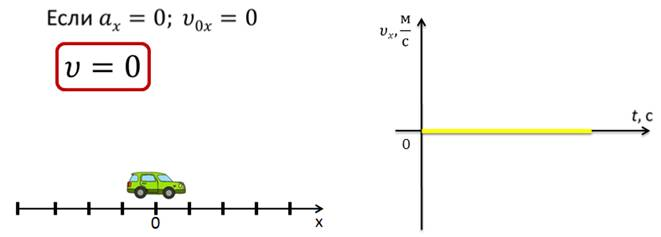 Если aₓ = 0; v₀ₓ = 0
v = 0
0
x
vₓ, м/с
0
t, с